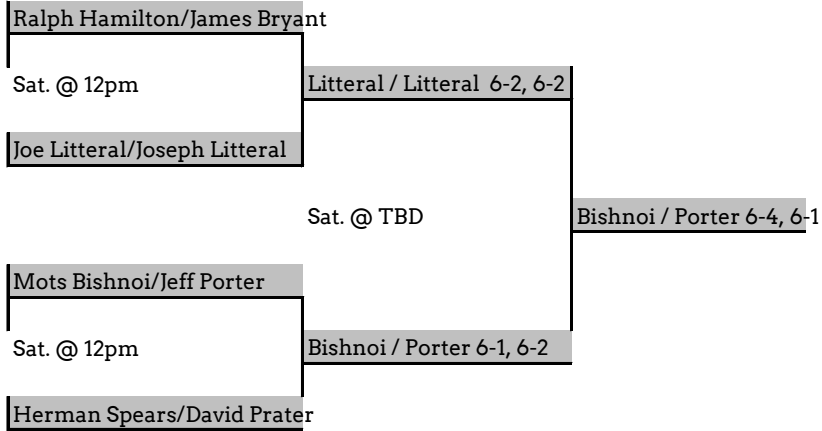 Ralph Hamilton/James Bryant
Sat. @ 12pm
Litteral / Litteral 6-2, 6-2
Joe Litteral/Joseph Litteral
Sat. @ TBD
Bishnoi / Porter 6-4, 6-1
Mots Bishnoi/Jeff Porter
Sat. @ 12pm
Bishnoi / Porter 6-1, 6-2
Herman Spears/David Prater